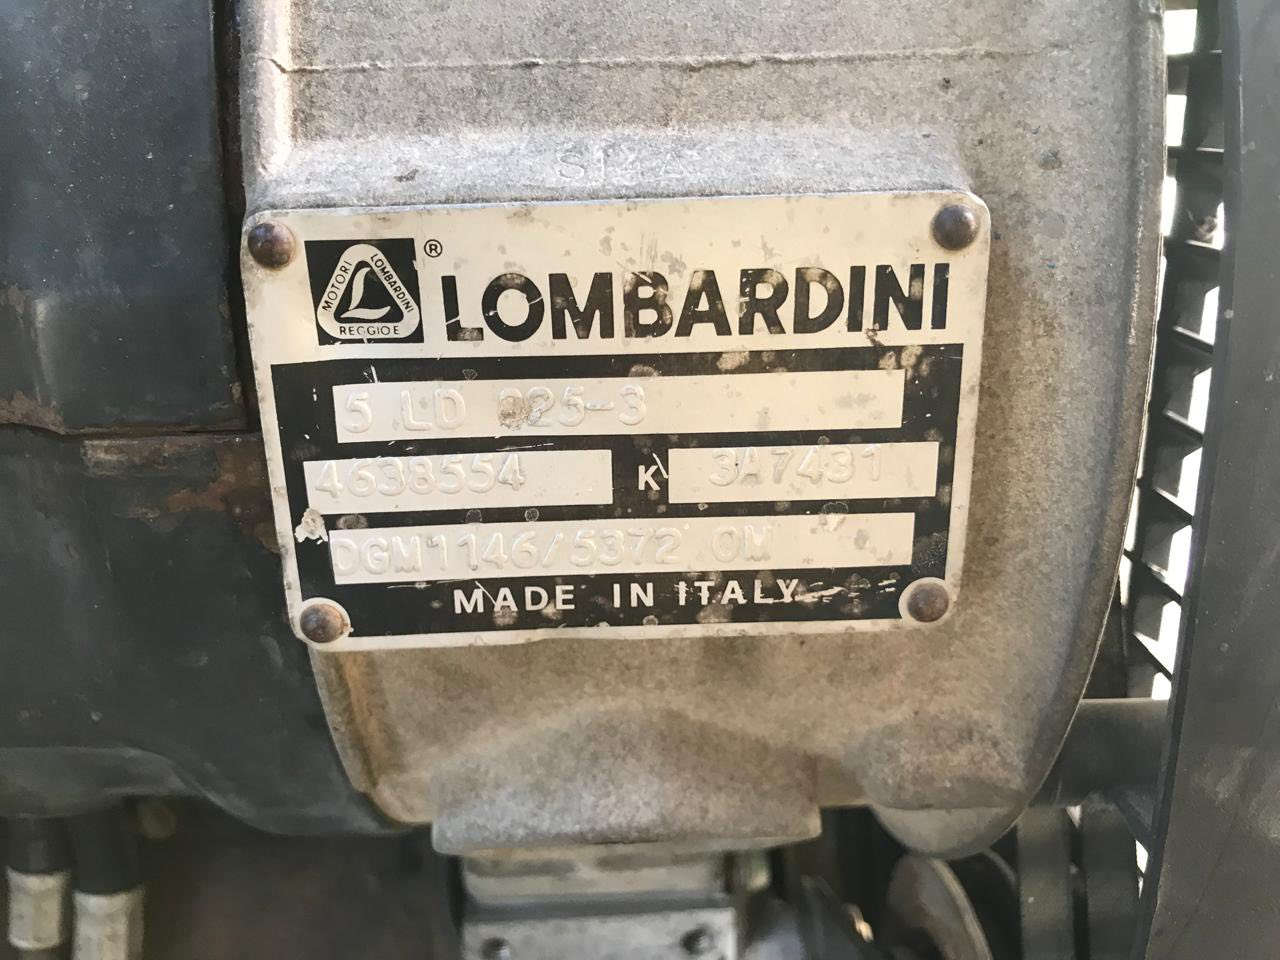 MOTORI LOMBARDINI
REGGIO E
®
LOMBARDINI
5 LD 825-3
4638554 K 3A7431
DGM1146/5372 OM
MADE IN ITALY